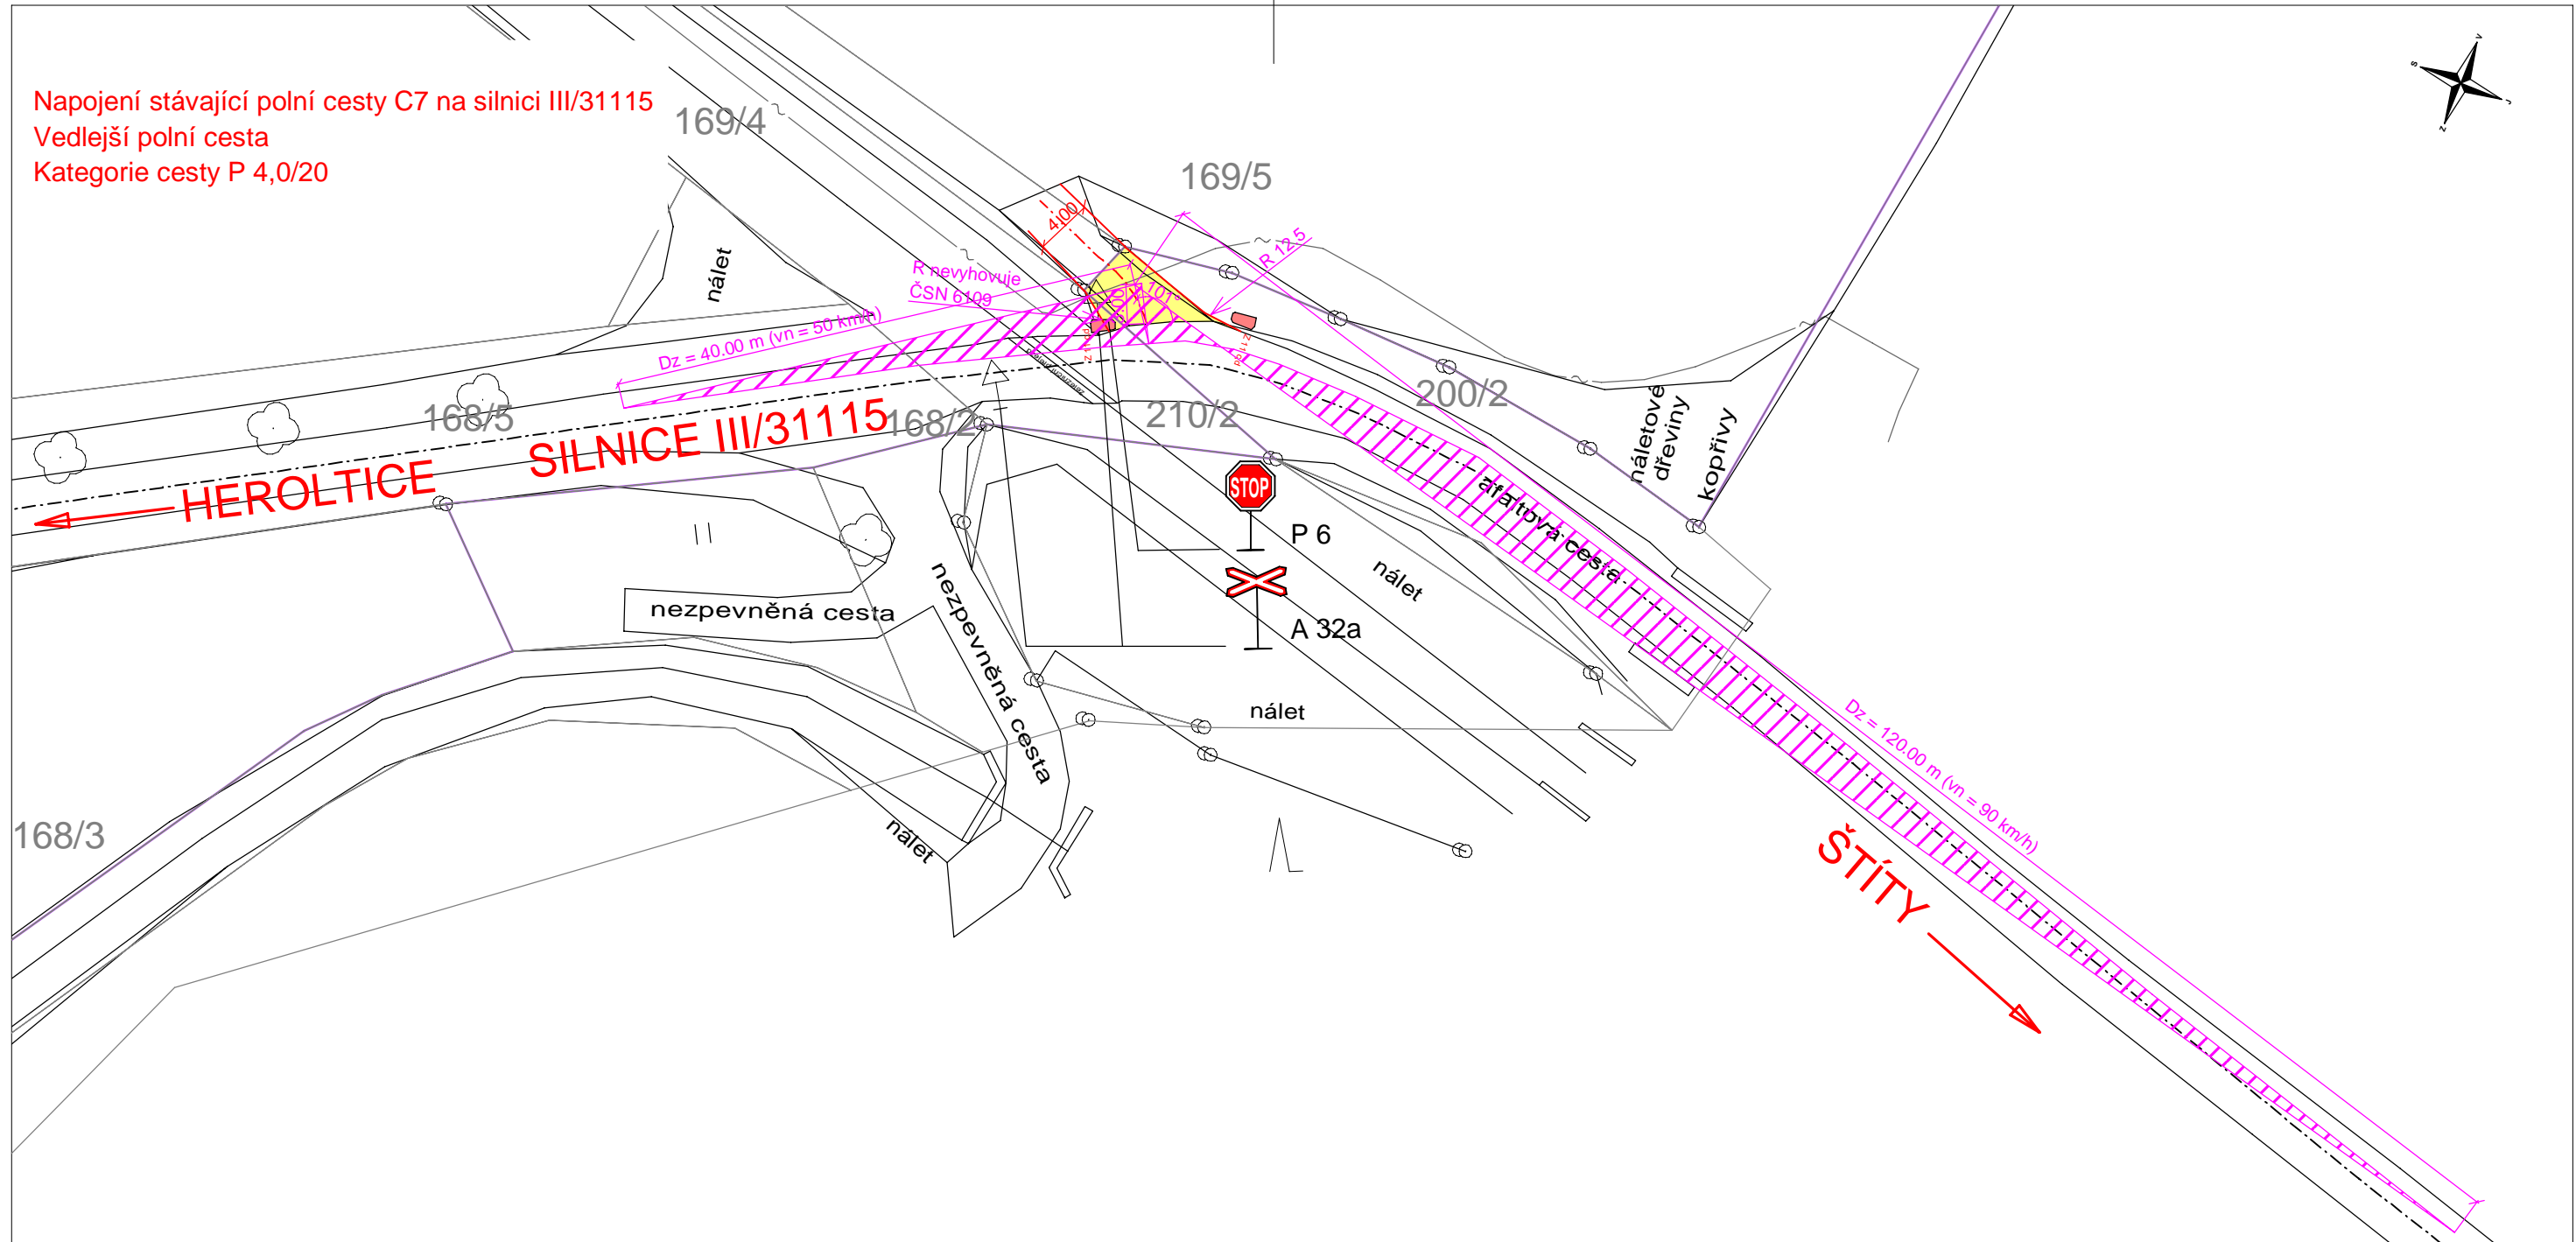 Napojení stávající polní cesty C7 na silnici III/31115
Vedlejší polní cesta
Kategorie cesty P 4,0/20
V
S
J
Z
169/4
169/5
4,00
R 12.5
R nevyhovuje
ČSN 6109
101°
nálet
Dz = 40.00 m (vn = 50 km/h)
Z 11 c,d
168/5
168/2
210/2
200/2
SILNICE III/31115
HEROLTICE
náletové
dřeviny
kopřivy
STOP
P 6
A 32a
nálet
afaltová cesta
nezpevněná cesta
nezpevněná cesta
nálet
Dz = 120.00 m (vn = 90 km/h)
168/3
nálet
ŠTÍTY